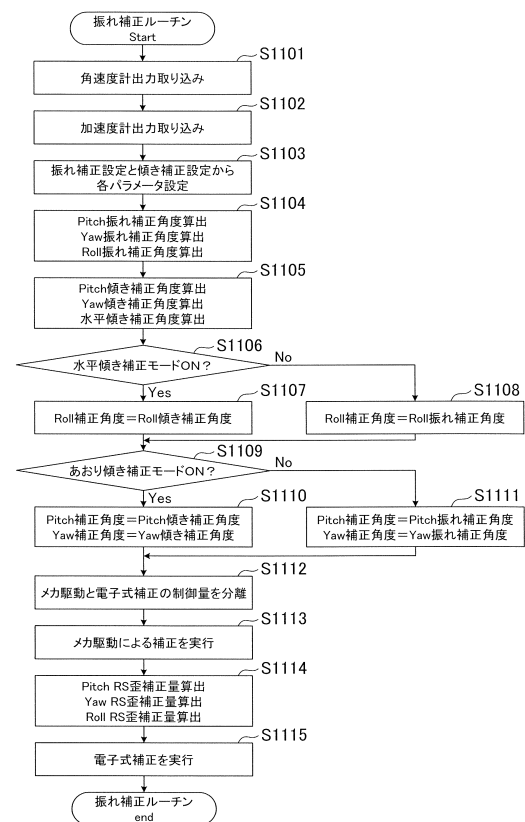 振れ補正ルーチン
Start
S1101
角速度計出力取り込み
S1102
加速度計出力取り込み
S1103
振れ補正設定と傾き補正設定から
各パラメータ設定
S1104
Pitch振れ補正角度算出
Yaw振れ補正角度算出
Roll振れ補正角度算出
S1105
Pitch傾き補正角度算出
Yaw傾き補正角度算出
水平傾き補正角度算出
S1106
水平傾き補正モードON？
No
Yes
S1107
Roll補正角度＝Roll傾き補正角度
S1108
Roll補正角度＝Roll振れ補正角度
S1109
あおり傾き補正モードON？
No
Yes
S1110
Pitch補正角度＝Pitch傾き補正角度
Yaw補正角度＝Yaw傾き補正角度
S1111
Pitch補正角度＝Pitch振れ補正角度
Yaw補正角度＝Yaw振れ補正角度
S1112
メカ駆動と電子式補正の制御量を分離
S1113
メカ駆動による補正を実行
S1114
Pitch RS歪補正量算出
Yaw RS歪補正量算出
Roll RS歪補正量算出
S1115
電子式補正を実行
振れ補正ルーチン
end